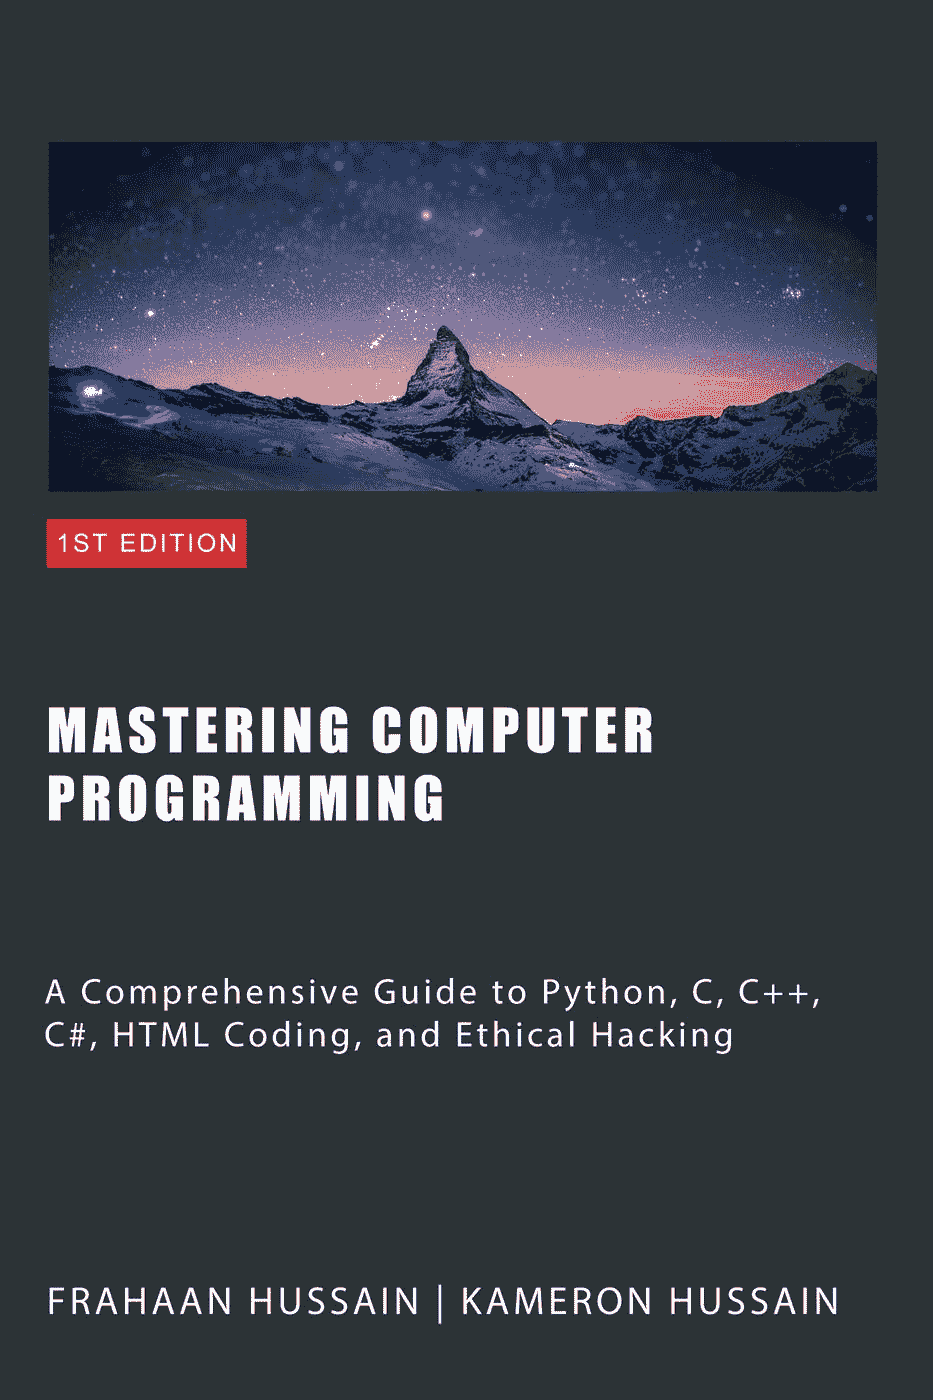 1ST EDITION
MASTERING COMPUTER
PROGRAMMING
A Comprehensive Guide to Python, C, C++,
C#, HTML Coding, and Ethical Hacking
FRAHAAN HUSSAIN | KAMERON HUSSAIN